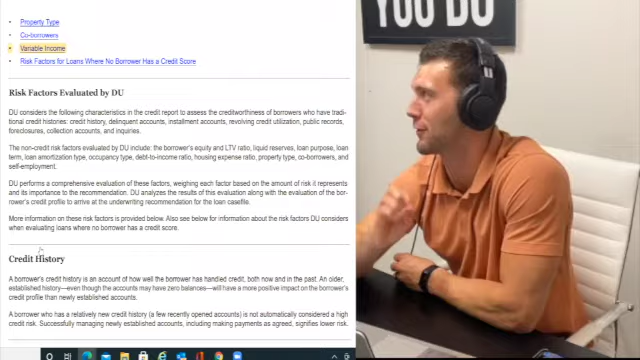 YOU DO
• Property Type
• Co-borrowers
• Variable Income
• Risk Factors for Loans Where No Borrower Has a Credit Score
Risk Factors Evaluated by DU
DU considers the following characteristics in the credit report to assess the creditworthiness of borrowers who have tradi-
tional credit histories: credit history, delinquent accounts, installment accounts, revolving credit utilization, public records,
foreclosures, collection accounts, and inquiries.
The non-credit risk factors evaluated by DU include: the borrower's equity and LTV ratio, liquid reserves, loan purpose, loan
term, loan amortization type, occupancy type, debt-to-income ratio, housing expense ratio, property type, co-borrowers, and
self-employment.
DU performs a comprehensive evaluation of these factors, weighing each factor based on the amount of risk it represents
and its importance to the recommendation. DU analyzes the results of this evaluation along with the evaluation of the bor-
rower's credit profile to arrive at the underwriting recommendation for the loan casefile.
More information on these risk factors is provided below. Also see below for information about the risk factors DU considers
when evaluating loans where no borrower has a credit score.
Credit History
A borrower's credit history is an account of how well the borrower has handled credit, both now and in the past. An older,
established history—even though the accounts may have zero balances—will have a more positive impact on the borrower's
credit profile than newly established accounts.
A borrower who has a relatively new credit history (a few recently opened accounts) is not automatically considered a high
credit risk. Successfully managing newly established accounts, including making payments as agreed, signifies lower risk.